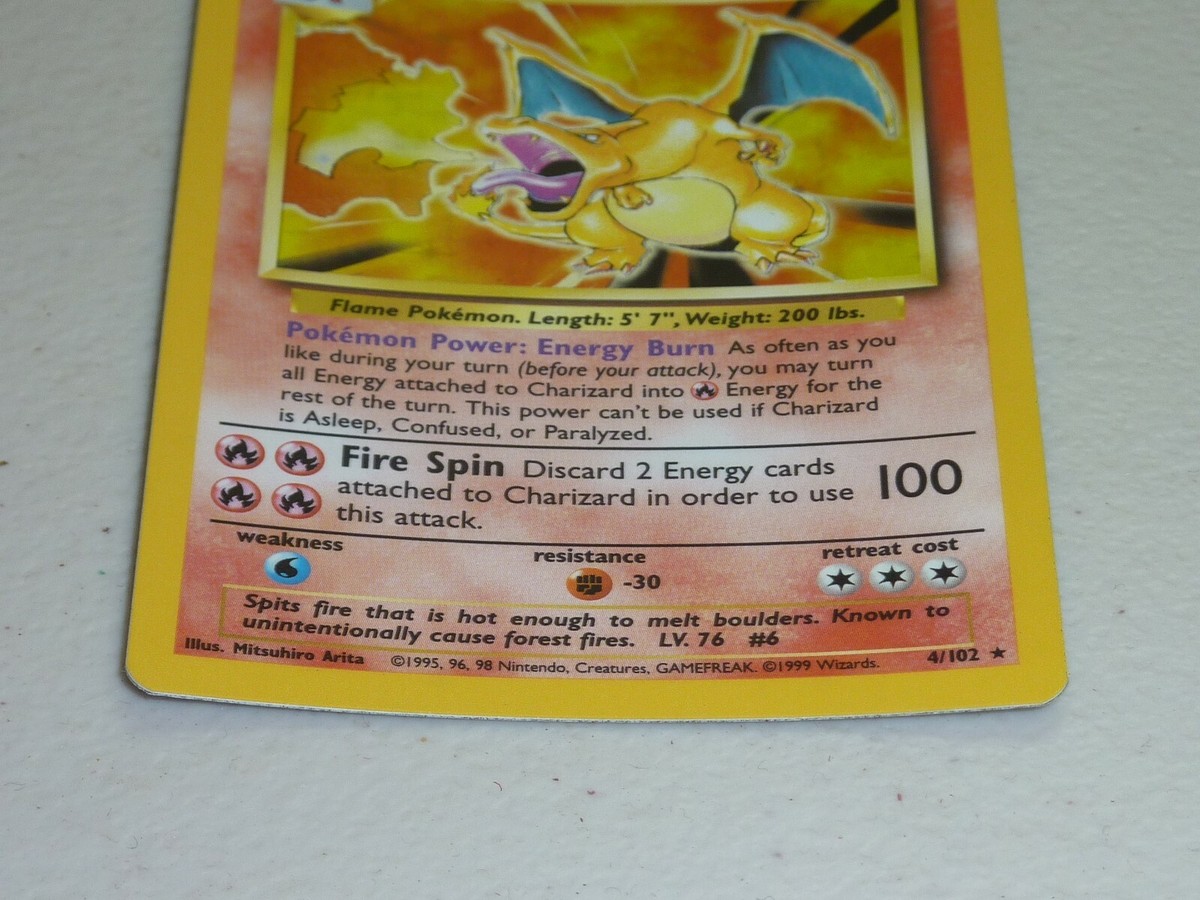 Flame Pokémon. Length: 5' 7", Weight: 200 lbs.
Pokémon Power: Energy Burn As often as you
like during your turn (before your attack), you may turn
all Energy attached to Charizard into Energy for the
rest of the turn. This power can't be used if Charizard
is Asleep, Confused, or Paralyzed.
Fire Spin Discard 2 Energy cards
attached to Charizard in order to use
this attack.
100
weakness
resistance
retreat cost
-30
Spits fire that is hot enough to melt boulders. Known to
unintentionally cause forest fires. LV. 76 #6
Illus. Mitsuhiro Arita ©1995, 96, 98 Nintendo, Creatures, GAMEFREAK. ©1999 Wizards. 4/102 ★